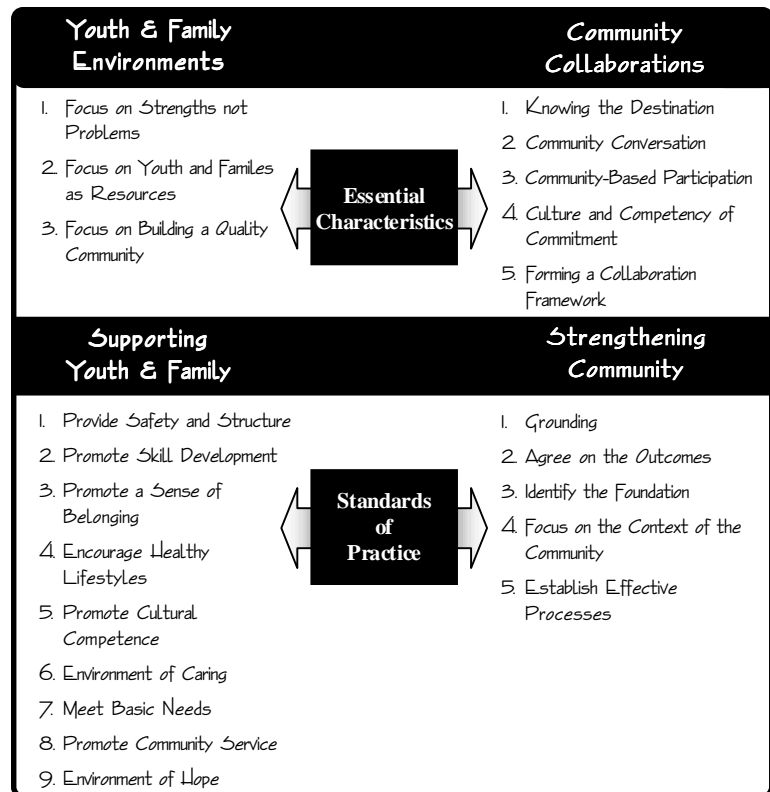 Youth & Family
Environments
1. Focus on Strengths not
Problems
2. Focus on Youth and Familes
as Resources
3. Focus on Building a Quality
Community
Essential
Characteristics
Community
Collaborations
1. Knowing the Destination
2. Community Conversation
3. Community-Based Participation
4. Culture and Competency of
Commitment
5. Forming a Collaboration
Framework
Supporting
Youth & Family
1. Provide Safety and Structure
2. Promote Skill Development
3. Promote a Sense of
Belonging
4. Encourage Healthy
Lifestyles
5. Promote Cultural
Competence
6. Environment of Caring
7. Meet Basic Needs
8. Promote Community Service
9. Environment of Hope
Standards
of
Practice
Strengthening
Community
1. Grounding
2. Agree on the Outcomes
3. Identify the Foundation
4. Focus on the Context of the
Community
5. Establish Effective
Processes